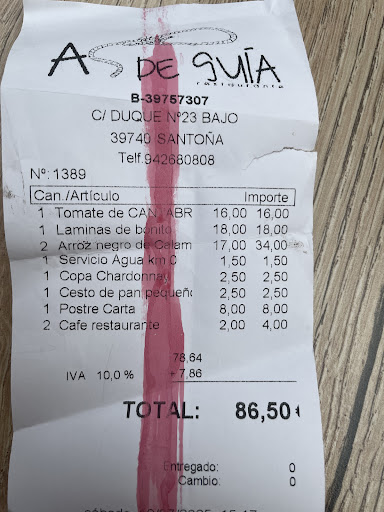 AS DE GUIA
restaurante
B-39757307
C/ DUQUE Nº23 BAJO
39740 SANTOÑA
Telf.942680808
Nº: 1389
Can./Artículo Importe
1 Tomate de CANTABR 16,00 16,00
1 Laminas de bonito 18,00 18,00
2 Arroz negro de Calam 17,00 34,00
1 Servicio Agua km 0 1,50 1,50
1 Copa Chardonnay 2,50 2,50
1 Cesto de pan pequeño 2,50 2,50
1 Postre Carta 8,00 8,00
2 Cafe restaurante 2,00 4,00
78,64
IVA 10,0 % + 7,86
TOTAL: 86,50€
Entregado: 0
Cambio: 0